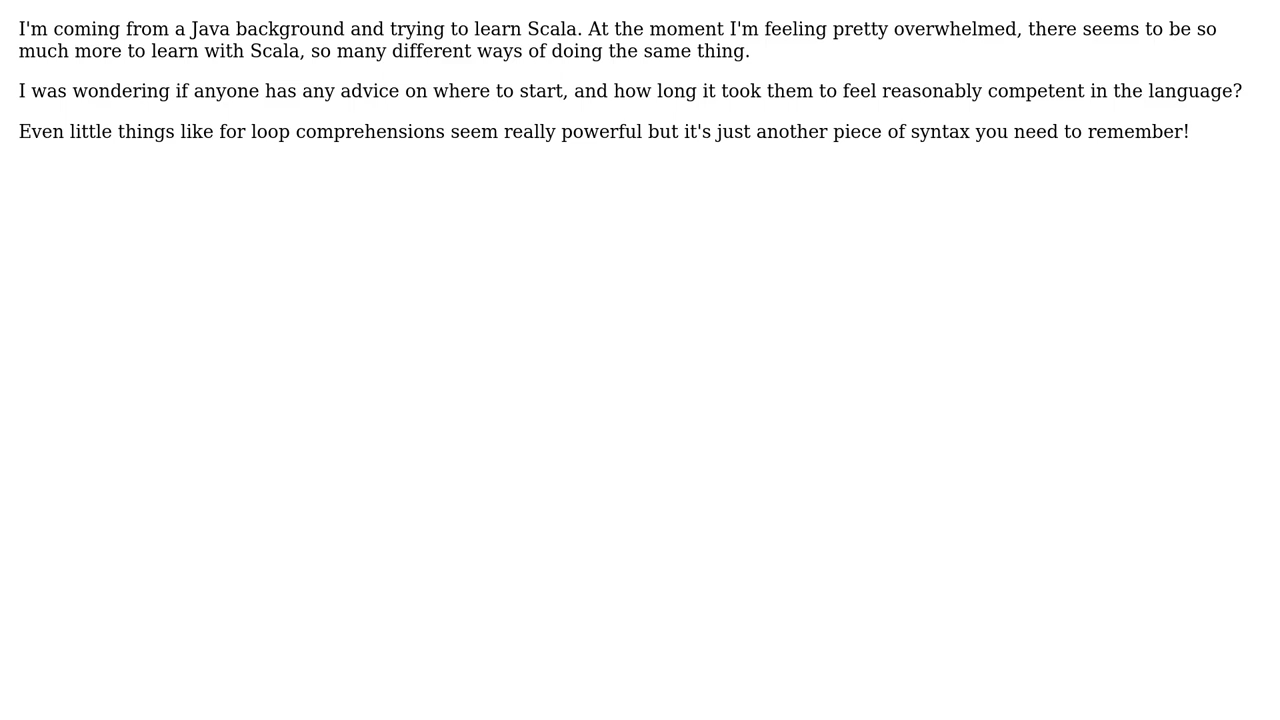 I'm coming from a Java background and trying to learn Scala. At the moment I'm feeling pretty overwhelmed, there seems to be so
much more to learn with Scala, so many different ways of doing the same thing.
I was wondering if anyone has any advice on where to start, and how long it took them to feel reasonably competent in the language?
Even little things like for loop comprehensions seem really powerful but it's just another piece of syntax you need to remember!